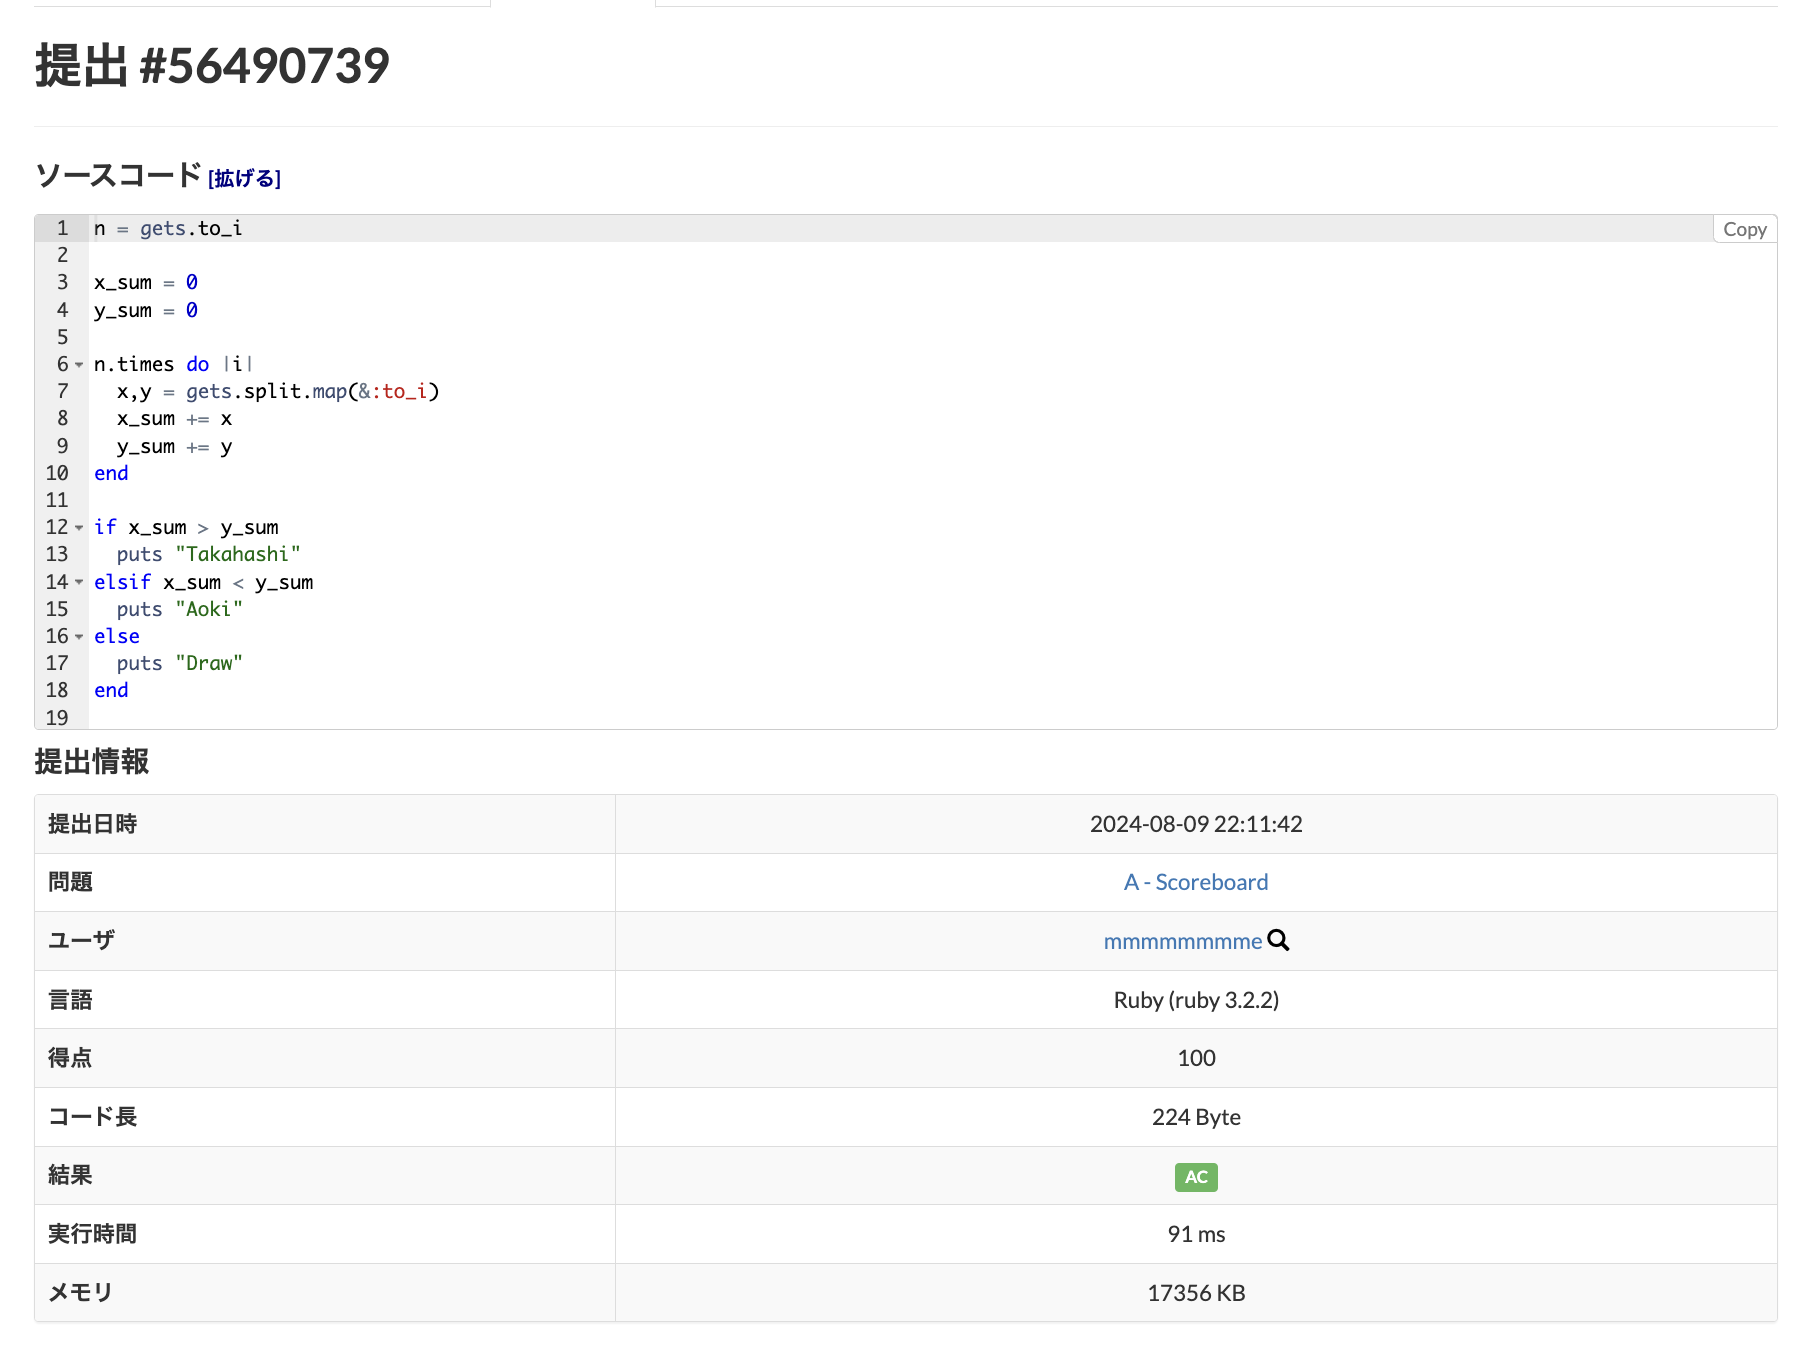 提出 #56490739
ソースコード [拡げる]
Copy
1 n = gets.to_i
2
3 x_sum = 0
4 y_sum = 0
5
6 n.times do |i|
7   x,y = gets.split.map(&:to_i)
8   x_sum += x
9   y_sum += y
10 end
11
12 if x_sum > y_sum
13   puts "Takahashi"
14 elsif x_sum < y_sum
15   puts "Aoki"
16 else
17   puts "Draw"
18 end
19
提出情報
提出日時 2024-08-09 22:11:42
問題 A - Scoreboard
ユーザ mmmmmmmme
言語 Ruby (ruby 3.2.2)
得点 100
コード長 224 Byte
結果 AC
実行時間 91 ms
メモリ 17356 KB